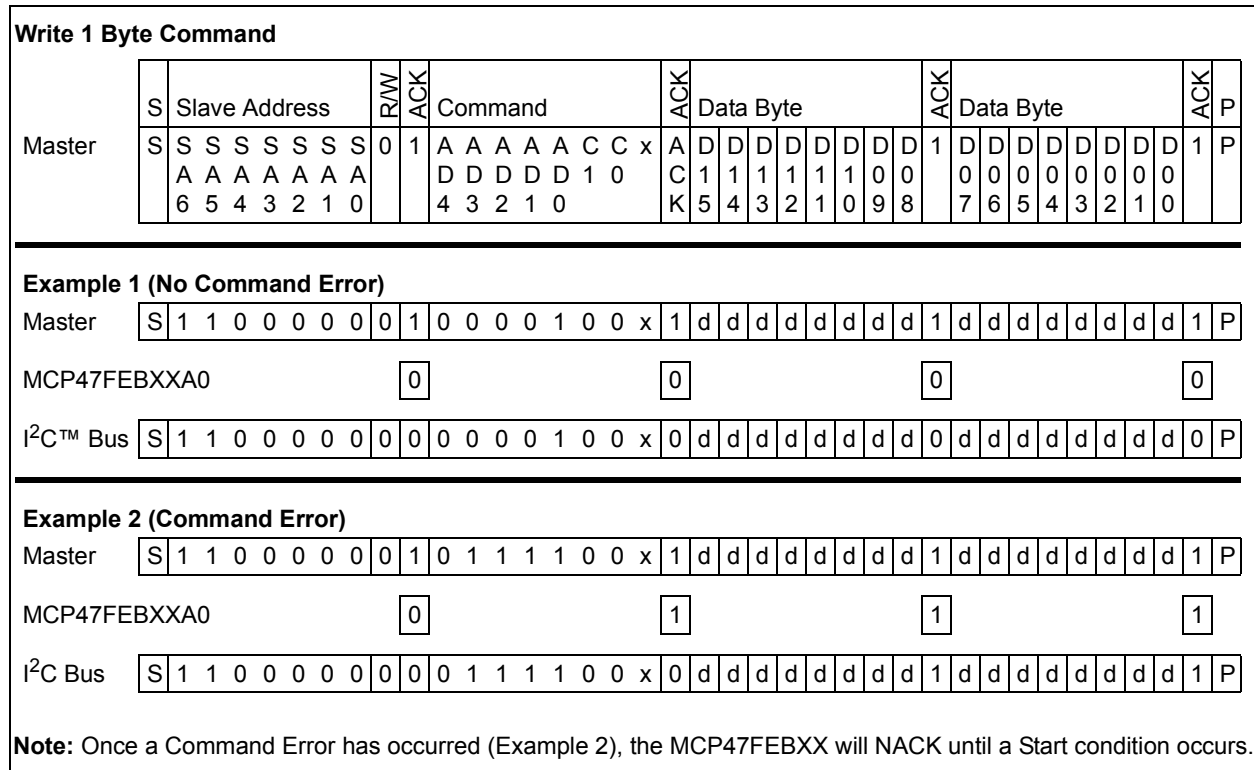 Write 1 Byte Command
S Slave Address R/W ACK Command ACK Data Byte ACK Data Byte ACK P
Master S S S S S S S S 0 1 A A A A A C C x A D D D D D D D D 1 D D D D D D D D 1 P
A A A A A A A D D D D D 1 0 C 1 1 1 1 1 1 0 0 0 0 0 0 0 0 0 0
6 5 4 3 2 1 0 4 3 2 1 0 K 5 4 3 2 1 0 9 8 7 6 5 4 3 2 1 0
Example 1 (No Command Error)
Master S 1 1 0 0 0 0 0 0 1 0 0 0 0 1 0 0 x 1 d d d d d d d d 1 d d d d d d d d 1 P
MCP47FEBXXA0 0 0 0 0
I2C™ Bus S 1 1 0 0 0 0 0 0 0 0 0 0 0 1 0 0 x 0 d d d d d d d d 0 d d d d d d d d 0 P
Example 2 (Command Error)
Master S 1 1 0 0 0 0 0 0 1 0 1 1 1 1 0 0 x 1 d d d d d d d d 1 d d d d d d d d 1 P
MCP47FEBXXA0 0 1 1 1
I2C Bus S 1 1 0 0 0 0 0 0 0 0 1 1 1 1 0 0 x 0 d d d d d d d d 1 d d d d d d d d 1 P
Note: Once a Command Error has occurred (Example 2), the MCP47FEBXX will NACK until a Start condition occurs.